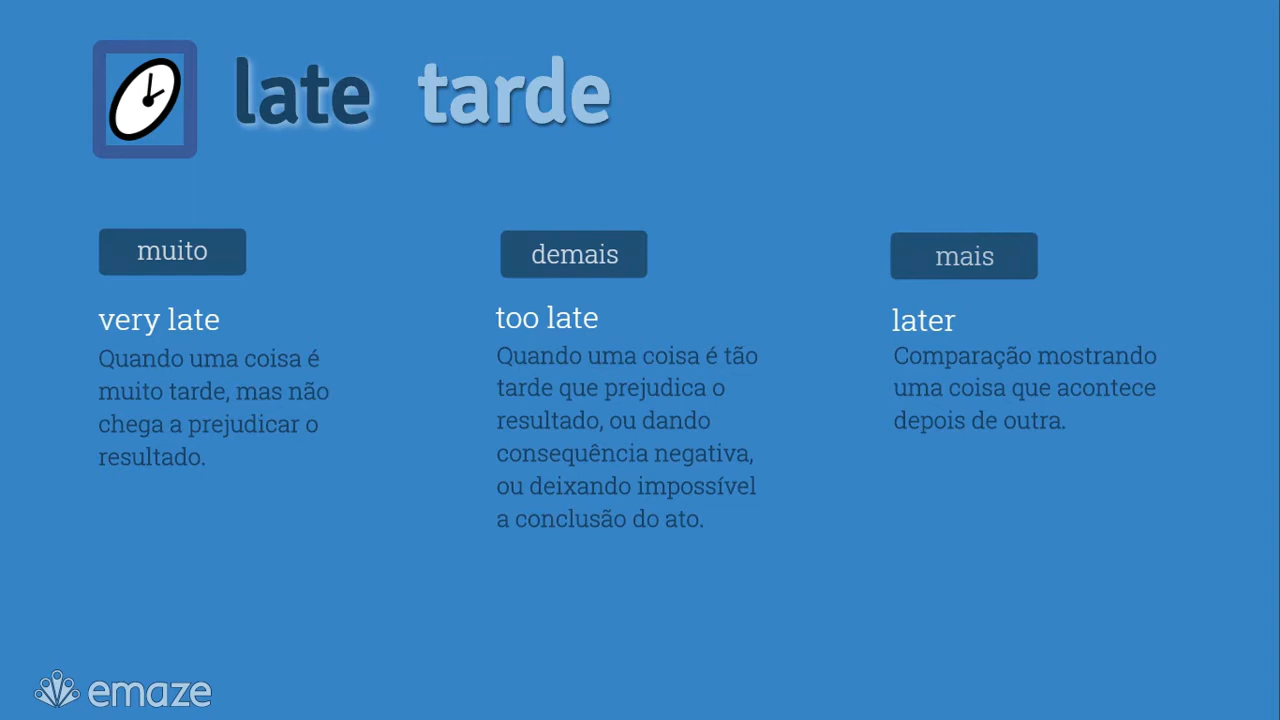 late tarde
muito
very late
Quando uma coisa é
muito tarde, mas não
chega a prejudicar o
resultado.
demais
too late
Quando uma coisa é tão
tarde que prejudica o
resultado, ou dando
consequência negativa,
ou deixando impossível
a conclusão do ato.
mais
later
Comparação mostrando
uma coisa que acontece
depois de outra.
emaze